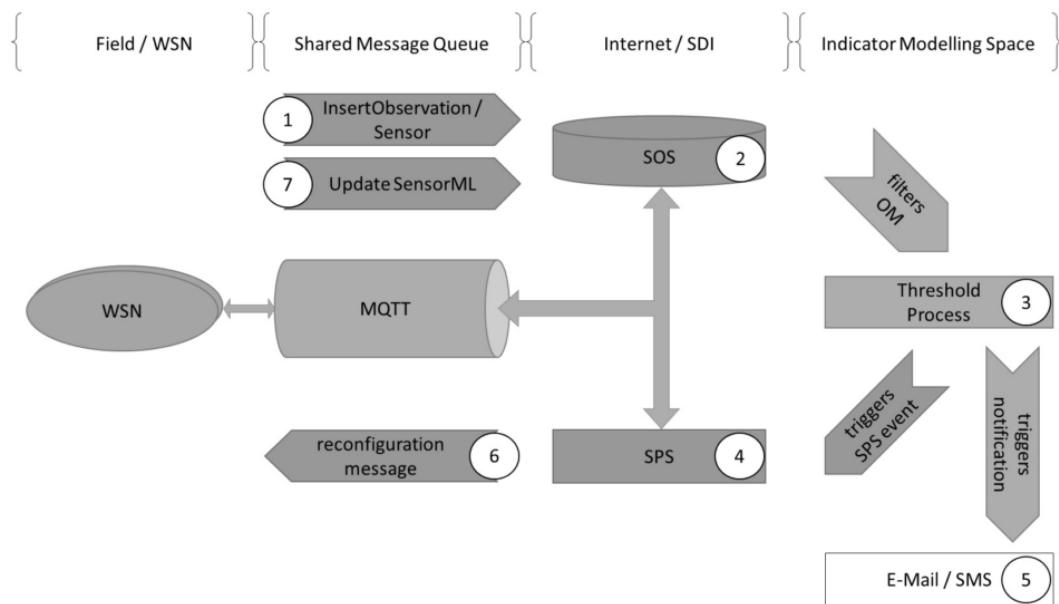 Field / WSN
Shared Message Queue
Internet / SDI
Indicator Modelling Space
1
InsertObservation /
Sensor
7
Update SensorML
SOS
2
filters
OM
WSN
MQTT
Threshold
Process
3
triggers
SPS event
triggers
notification
reconfiguration
message
6
SPS
4
E-Mail / SMS
5